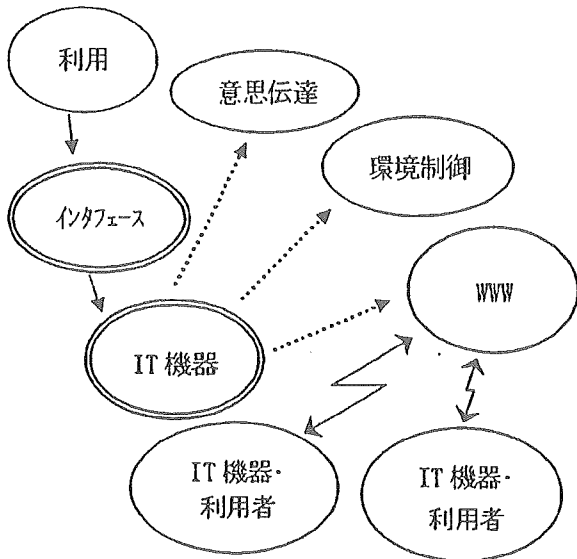 利用
意思伝達
環境制御
インタフェース
WWW
IT 機器
IT 機器・
利用者
IT 機器・
利用者